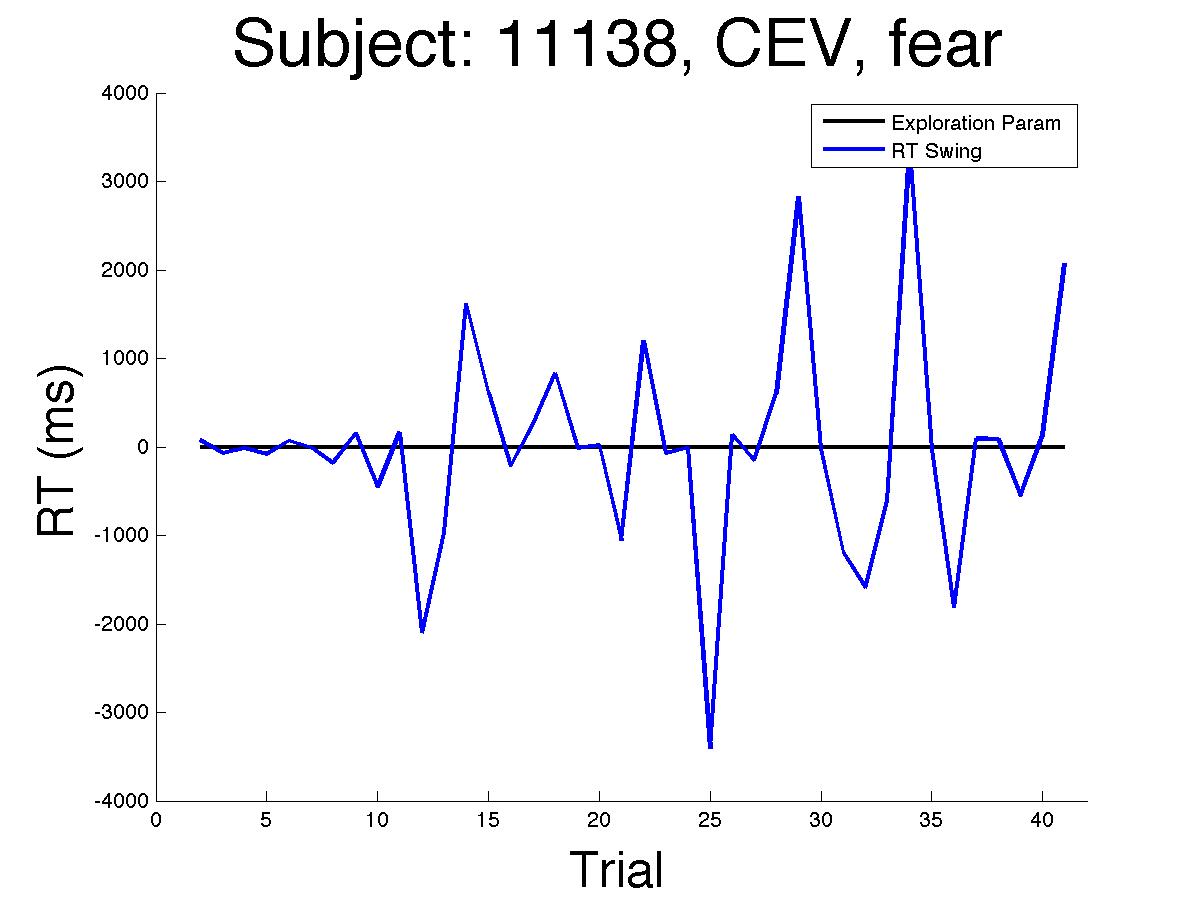 Subject: 11138, CEV, fear
4000
3000
2000
1000
0
-1000
-2000
-3000
-4000
RT (ms)
Exploration Param
RT Swing
0 5 10 15 20 25 30 35 40
Trial